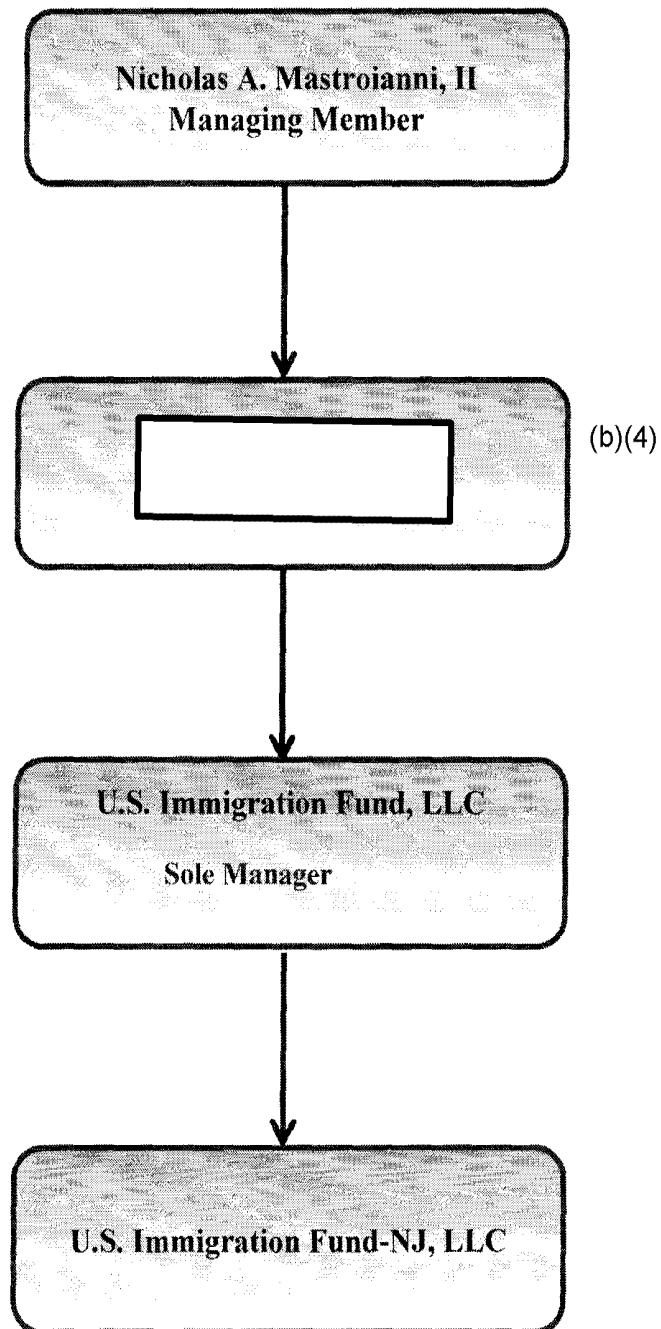 Nicholas A. Mastroianni, II
Managing Member
(b)(4)
U.S. Immigration Fund, LLC
Sole Manager
U.S. Immigration Fund-NJ, LLC